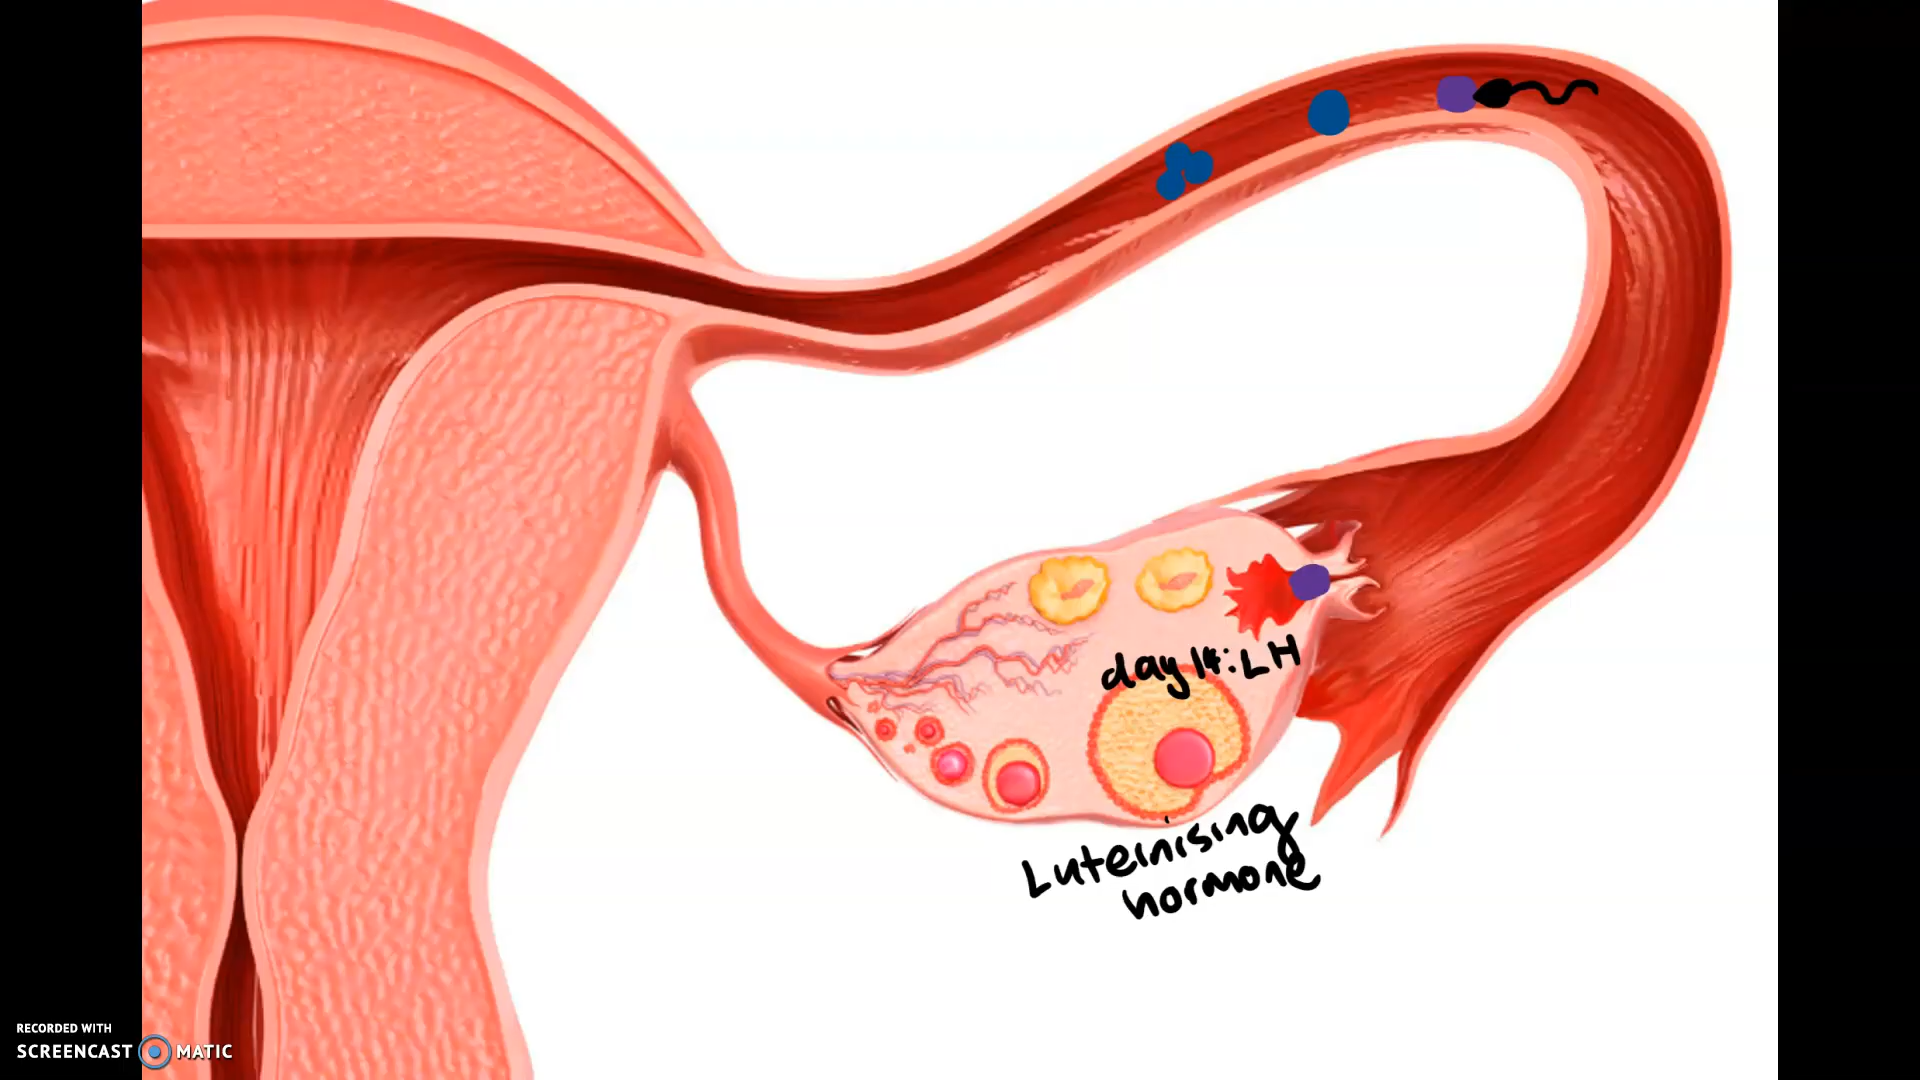 day 14: LH
Luteinising
hormone
RECORDED WITH
SCREENCAST MATIC